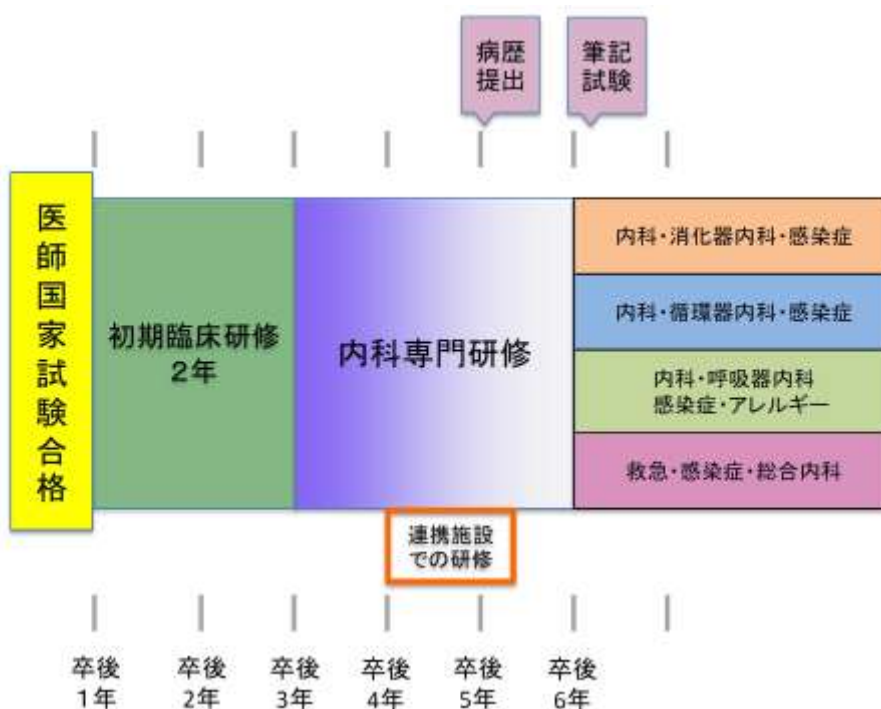 病歴
提出
筆記
試験
医師国家試験合格
初期臨床研修
2年
内科専門研修
内科・消化器内科・感染症
内科・循環器内科・感染症
内科・呼吸器内科
感染症・アレルギー
救急・感染症・総合内科
連携施設
での研修
卒後
1年
卒後
2年
卒後
3年
卒後
4年
卒後
5年
卒後
6年